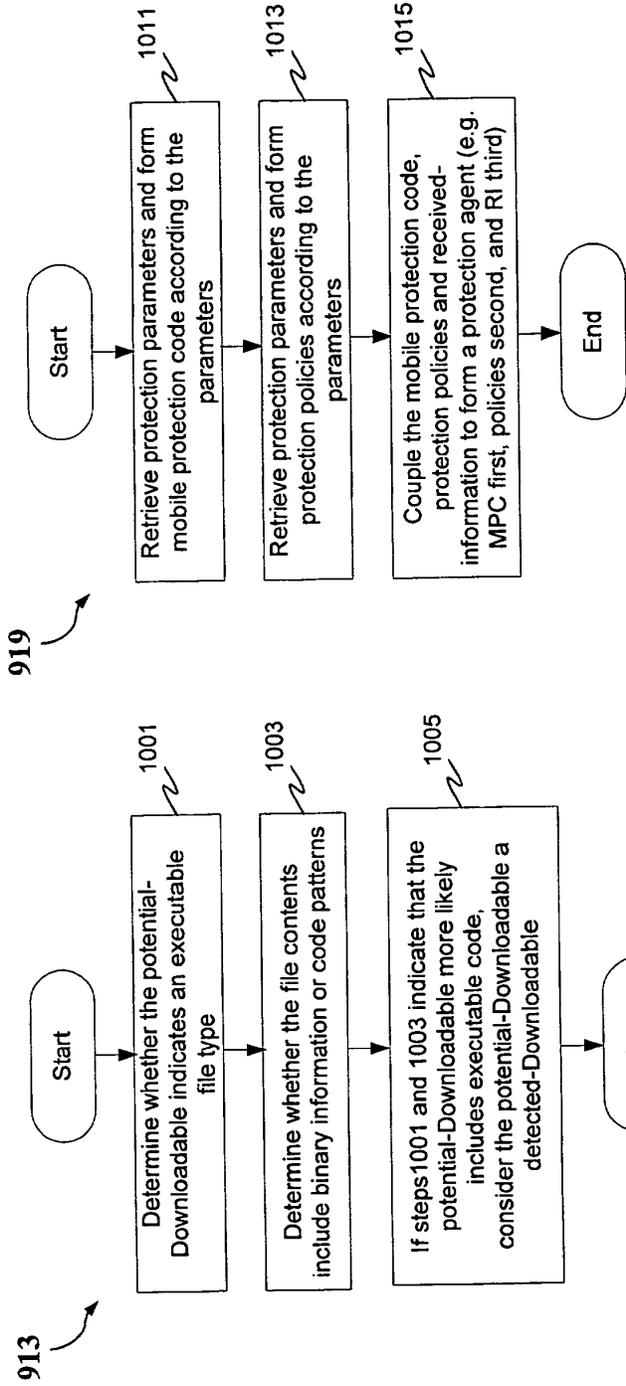 913
Start
Determine whether the potential-
Downloadable indicates an executable
file type
1001
Determine whether the file contents
include binary information or code patterns
1003
If steps1001 and 1003 indicate that the
potential-Downloadable more likely
includes executable code,
consider the potential-Downloadable a
detected-Downloadable
1005
919
Start
Retrieve protection parameters and form
mobile protection code according to the
parameters
1011
Retrieve protection parameters and form
protection policies according to the
parameters
1013
Couple the mobile protection code,
protection policies and received-
information to form a protection agent (e.g.
MPC first, policies second, and RI third)
1015
End